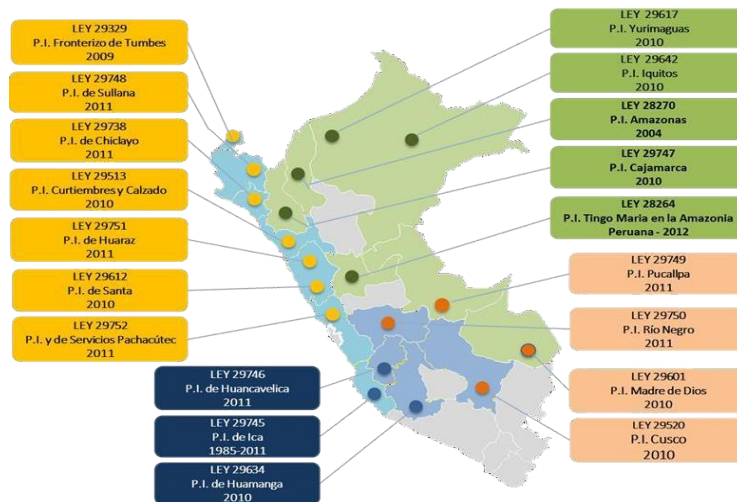 LEY 29329
P.I. Fronterizo de Tumbes
2009
LEY 29748
P.I. de Sullana
2011
LEY 29738
P.I. de Chiclayo
2011
LEY 29513
P.I. Curtiembres y Calzado
2010
LEY 29751
P.I. de Huaraz
2011
LEY 29612
P.I. de Santa
2010
LEY 29752
P.I. y de Servicios Pachacútec
2011
LEY 29746
P.I. de Huancavelica
2011
LEY 29745
P.I. de Ica
1985-2011
LEY 29634
P.I. de Huamanga
2010
LEY 29617
P.I. Yurimaguas
2010
LEY 29642
P.I. Iquitos
2010
LEY 28270
P.I. Amazonas
2004
LEY 29747
P.I. Cajamarca
2010
LEY 28264
P.I. Tingo Maria en la Amazonia
Peruana - 2012
LEY 29749
P.I. Pucallpa
2011
LEY 29750
P.I. Río Negro
2011
LEY 29601
P.I. Madre de Dios
2010
LEY 29520
P.I. Cusco
2010